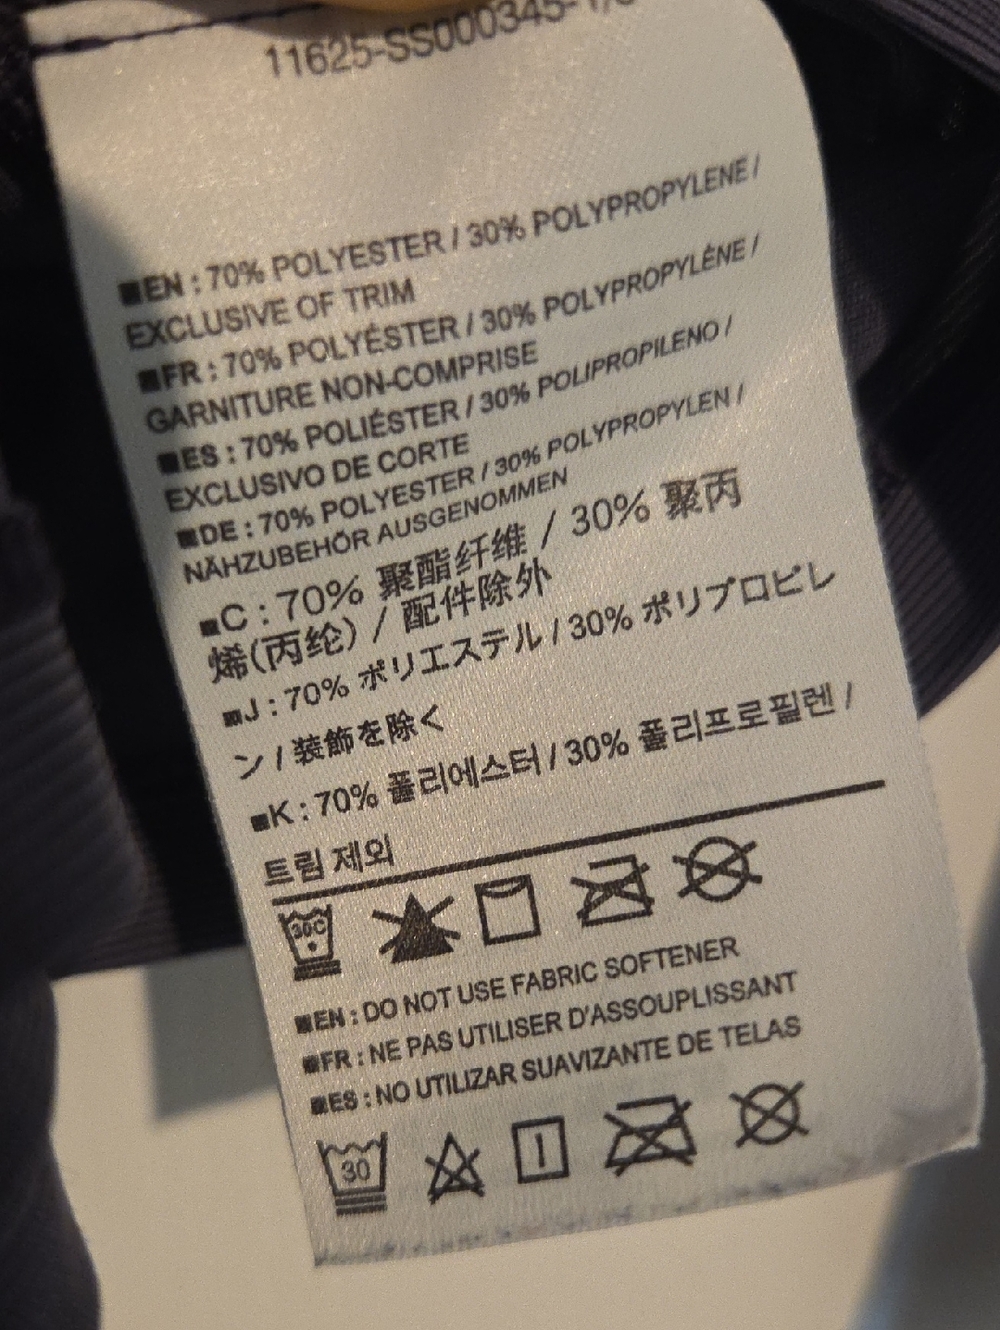 11625-SS000345-1/3
■EN : 70% POLYESTER / 30% POLYPROPYLENE /
EXCLUSIVE OF TRIM
■FR : 70% POLYÉSTER / 30% POLYPROPYLÈNE /
GARNITURE NON-COMPRISE
■ES : 70% POLIÉSTER / 30% POLIPROPILENO /
EXCLUSIVO DE CORTE
■DE : 70% POLYESTER / 30% POLYPROPYLEN /
NÄHZUBEHÖR AUSGENOMMEN
■C : 70% 聚酯纤维 / 30% 聚丙
烯(丙纶) / 配件除外
■J : 70% ポリエステル / 30% ポリプロピレ
ン / 装飾を除く
■K : 70% 폴리에스터 / 30% 폴리프로필렌 /
트림 제외
30C
■EN : DO NOT USE FABRIC SOFTENER
■FR : NE PAS UTILISER D'ASSOUPLISSANT
■ES : NO UTILIZAR SUAVIZANTE DE TELAS
30